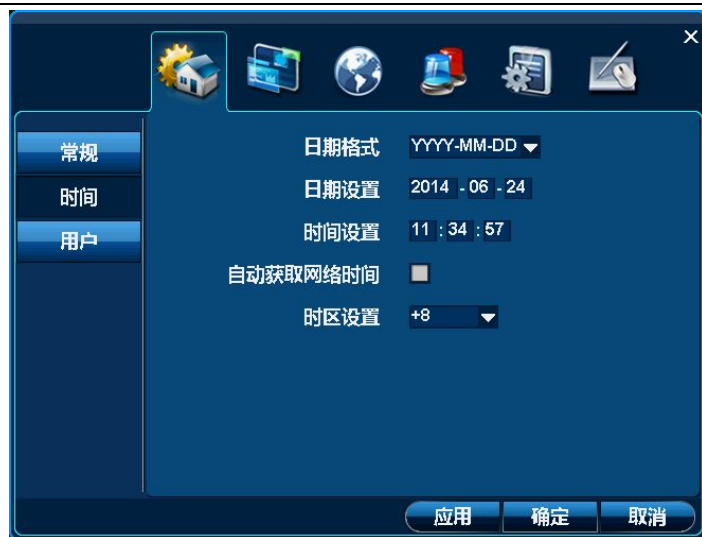 常规
时间
用户
日期格式 YYYY-MM-DD
日期设置 2014 - 06 - 24
时间设置 11 : 34 : 57
自动获取网络时间
时区设置 +8
应用 确定 取消